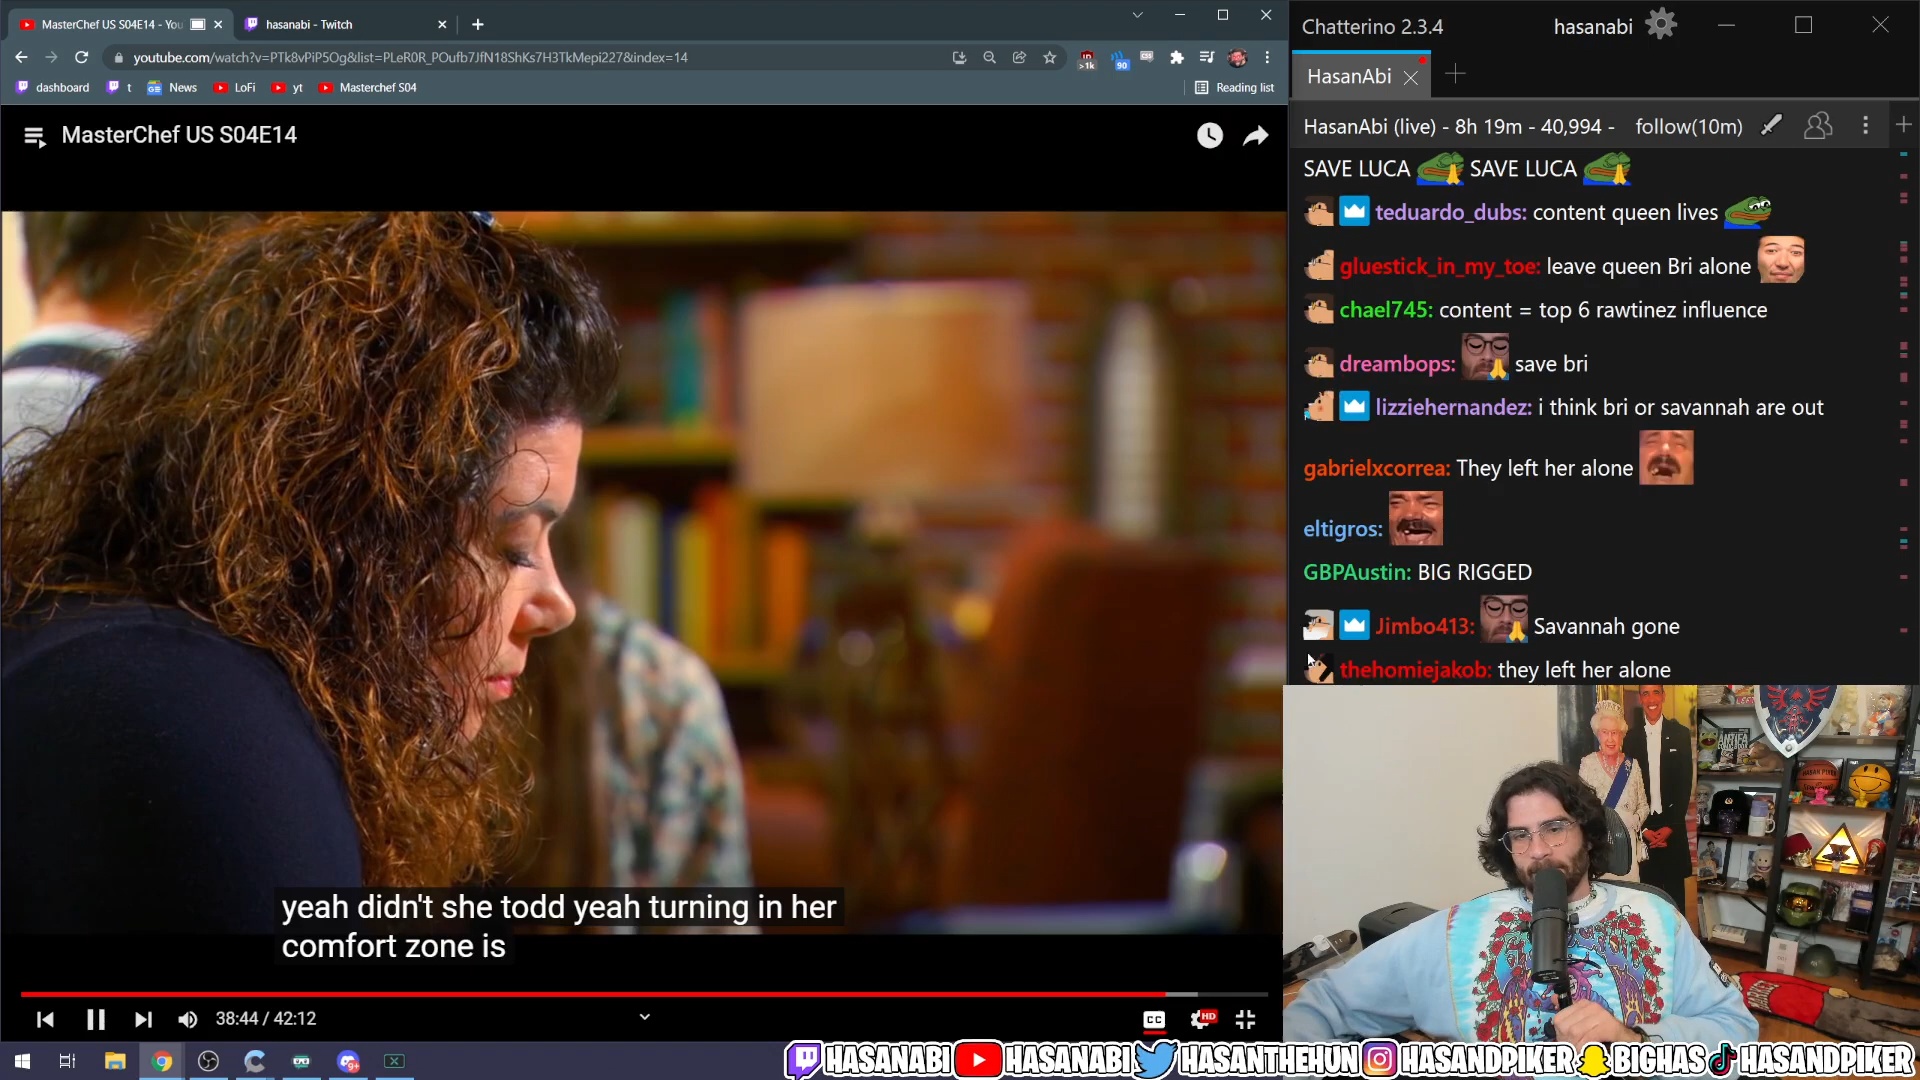 MasterChef US S04E14 - You
hasanabi - Twitch
youtube.com/watch?v=PTk8vPiP5Og&list=PLeR0R_POufb7JfN18ShKs7H3TkMepi227&index=14
>1k
90
dashboard
t
News
LoFi
yt
Masterchef S04
Reading list
MasterChef US S04E14
yeah didn't she todd yeah turning in her
comfort zone is
38:44 / 42:12
CC
HD
Chatterino 2.3.4
hasanabi
HasanAbi
HasanAbi (live) - 8h 19m - 40,994 -
follow(10m)
SAVE LUCA SAVE LUCA
teduardo_dubs: content queen lives
gluestick_in_my_toe: leave queen Bri alone
chael745: content = top 6 rawtinez influence
dreambops: save bri
lizziehernandez: i think bri or savannah are out
gabrielxcorrea: They left her alone
eltigros:
GBPAustin: BIG RIGGED
Jimbo413: Savannah gone
thehomiejakob: they left her alone
HASANABI
HASANABI
HASANTHEHUN
HASANDPIKER
BIGHAS
HASANDPIKER